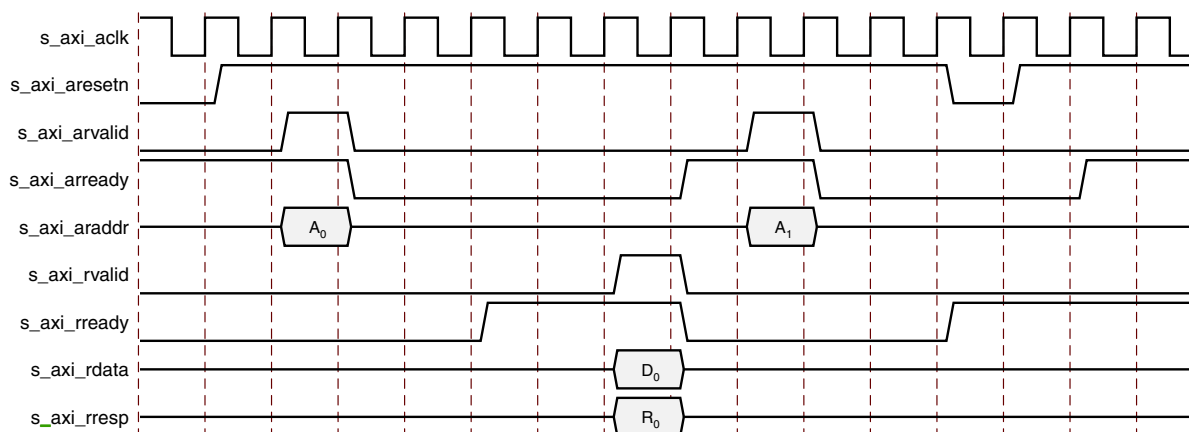 s_axi_aclk
s_axi_aresetn
s_axi_arvalid
s_axi_arready
s_axi_araddr A₀ A₁
s_axi_rvalid
s_axi_rready
s_axi_rdata D₀
s_axi_rresp R₀